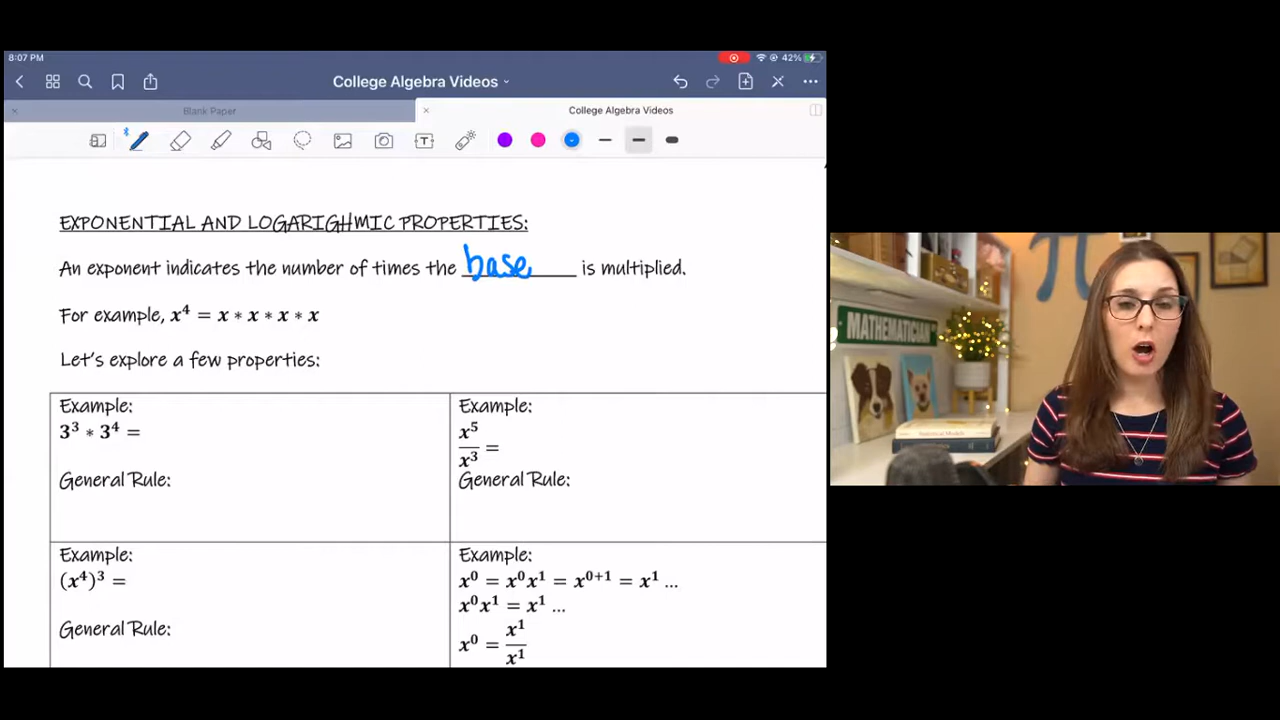 8:07 PM
42%
College Algebra Videos
Blank Paper
College Algebra Videos
T
EXPONENTIAL AND LOGARIGHMIC PROPERTIES:
An exponent indicates the number of times the base is multiplied.
For example, x⁴ = x * x * x * x
Let's explore a few properties:
Example:
3³ * 3⁴ =
General Rule:
Example:
x⁵/x³ =
General Rule:
Example:
(x⁴)³ =
General Rule:
Example:
x⁰ = x⁰x¹ = x⁰⁺¹ = x¹ ...
x⁰x¹ = x¹ ...
x⁰ = x¹/x¹
MATHEMATICIAN